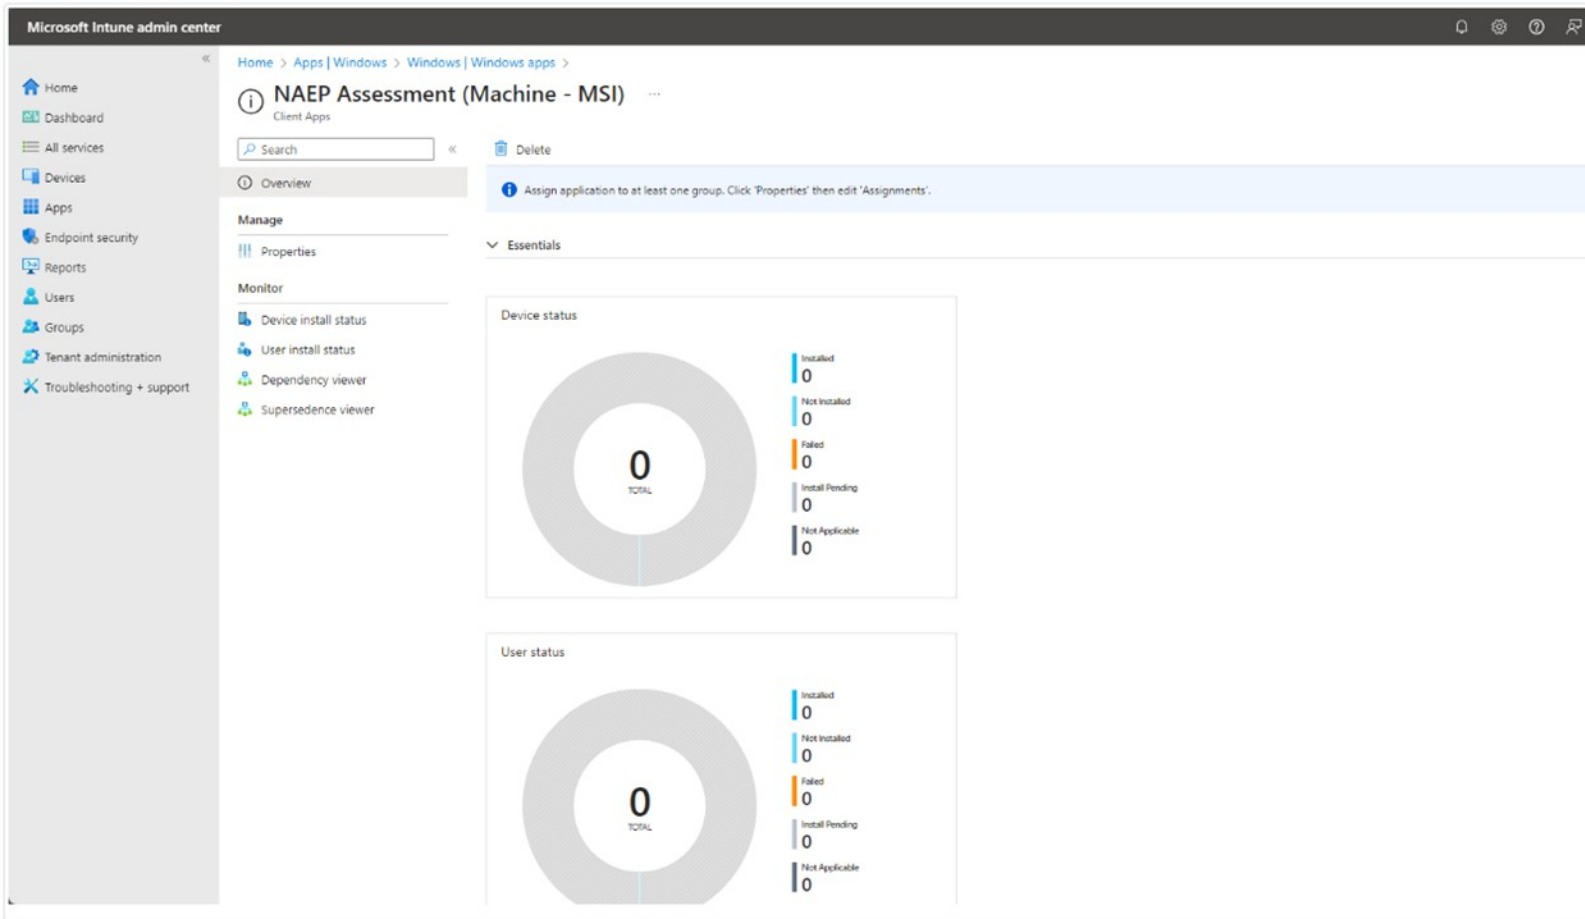 Microsoft Intune admin center
Home
Dashboard
All services
Devices
Apps
Endpoint security
Reports
Users
Groups
Tenant administration
Troubleshooting + support
Home > Apps | Windows > Windows | Windows apps >
NAEP Assessment (Machine - MSI) ...
Client Apps
Search
Overview
Manage
Properties
Monitor
Device install status
User install status
Dependency viewer
Supersedence viewer
Delete
Assign application to at least one group. Click 'Properties' then edit 'Assignments'.
Essentials
Device status
0
TOTAL
Installed
0
Not Installed
0
Failed
0
Install Pending
0
Not Applicable
0
User status
0
TOTAL
Installed
0
Not Installed
0
Failed
0
Install Pending
0
Not Applicable
0